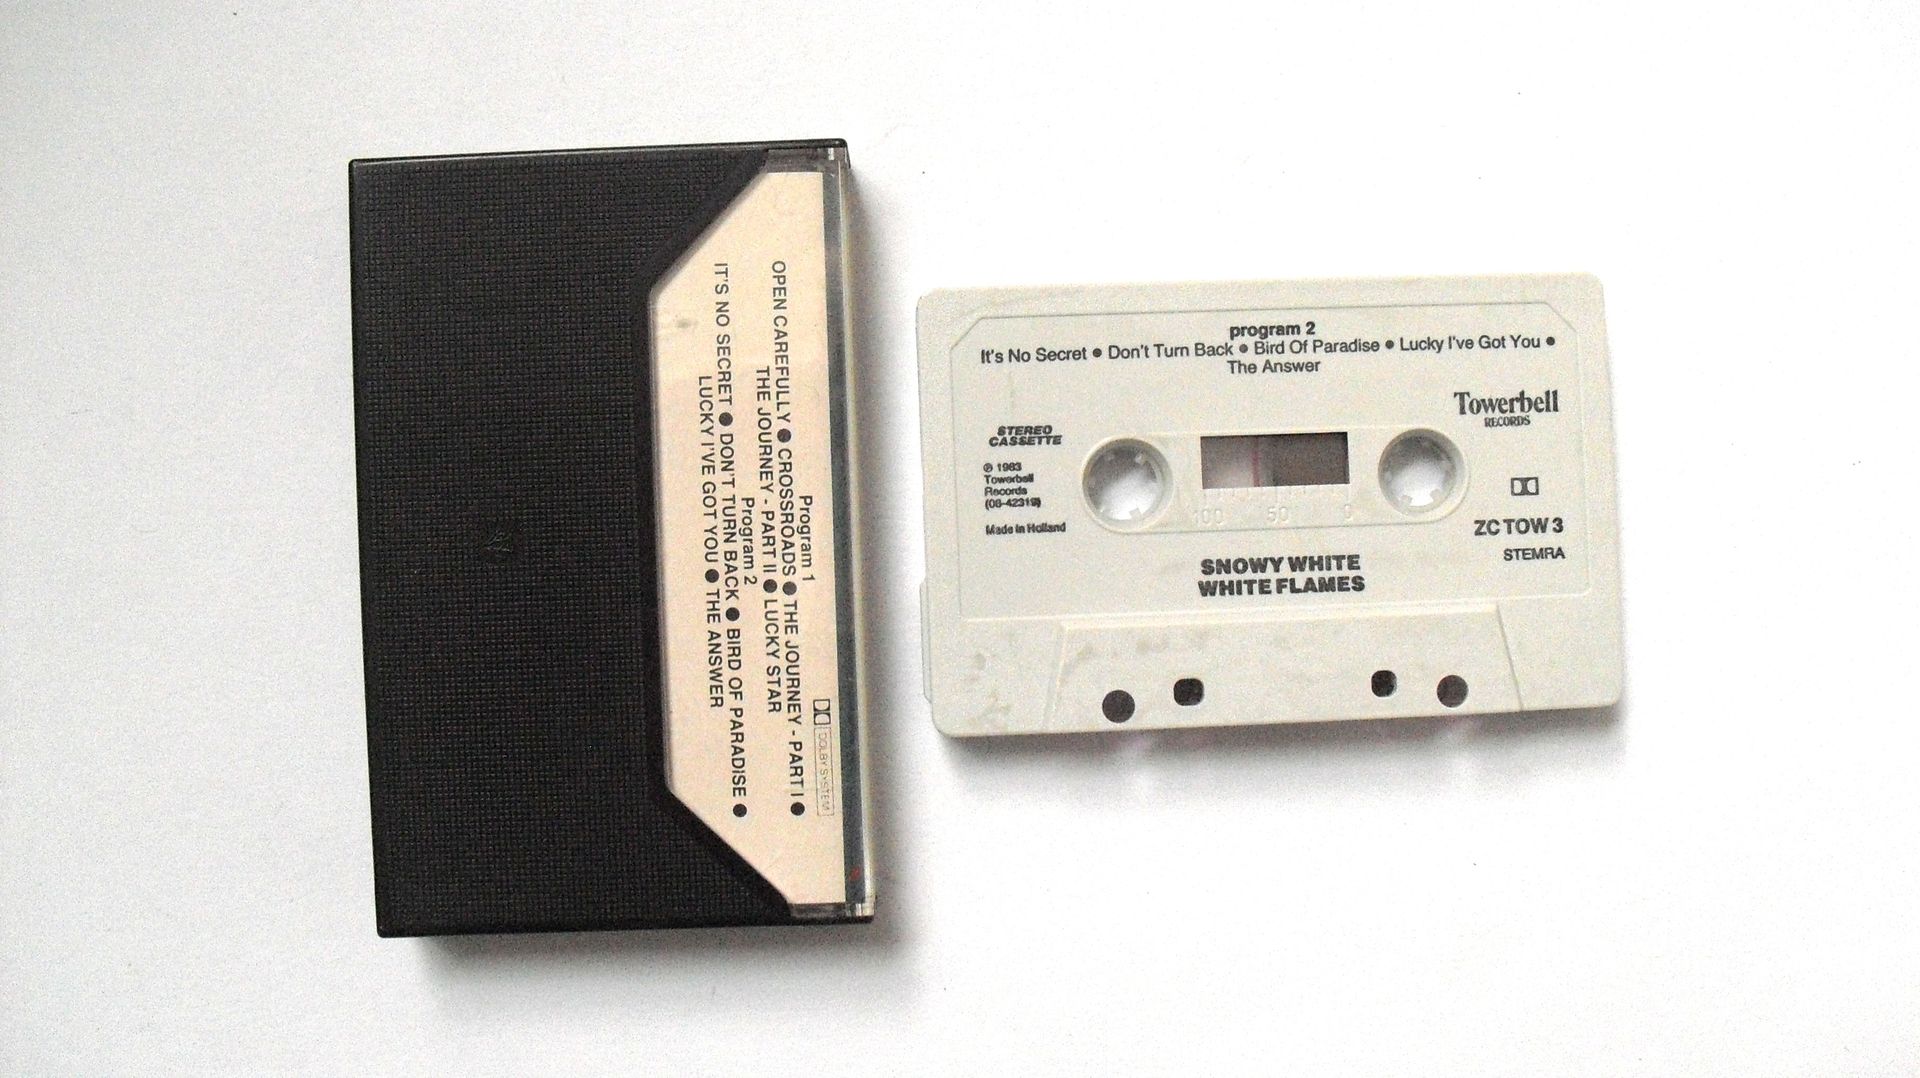 DOLBY SYSTEM
Program 1
OPEN CAREFULLY ● CROSSROADS ● THE JOURNEY - PART I ●
THE JOURNEY - PART II ● LUCKY STAR
Program 2
IT'S NO SECRET ● DON'T TURN BACK ● BIRD OF PARADISE ●
LUCKY I'VE GOT YOU ● THE ANSWER
program 2
It's No Secret ● Don't Turn Back ● Bird Of Paradise ● Lucky I've Got You ●
The Answer
Towerbell
RECORDS
STEREO
CASSETTE
℗ 1983
Towerbell
Records
(06-42319)
Made in Holland
100 50 0
ZC TOW 3
STEMRA
SNOWY WHITE
WHITE FLAMES